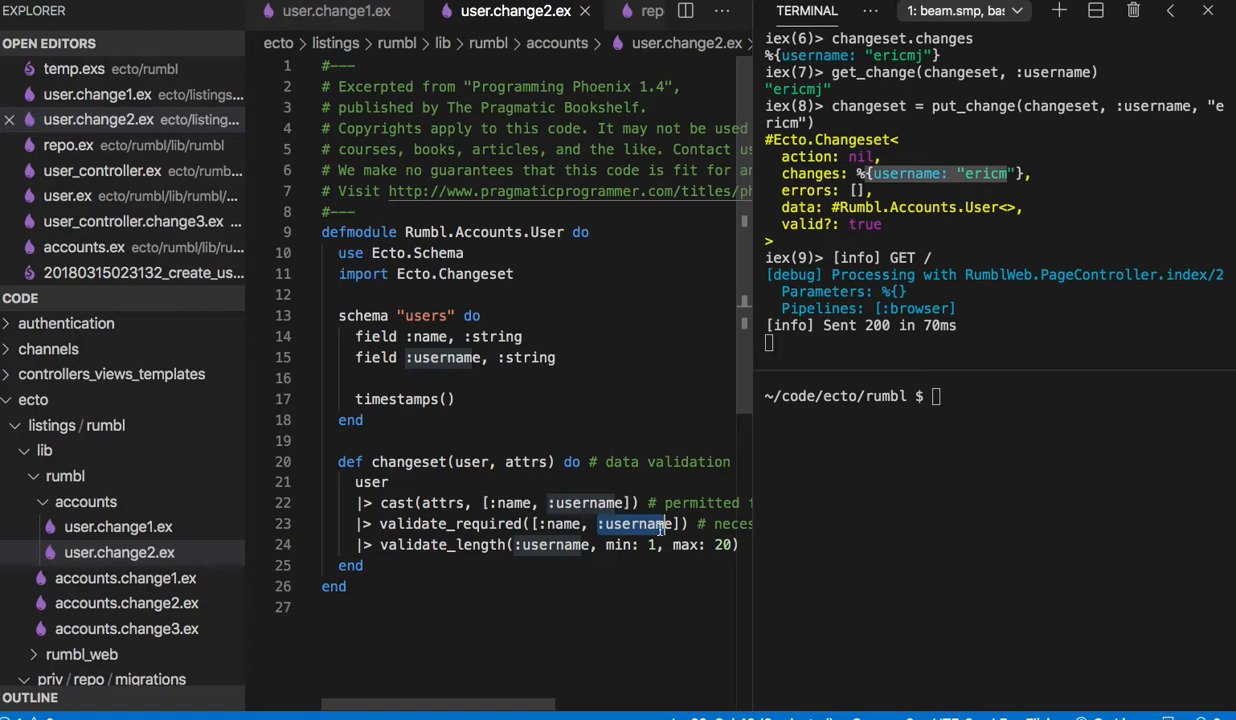 EXPLORER
OPEN EDITORS
temp.exs ecto/rumbl
user.change1.ex ecto/listings...
user.change2.ex ecto/listing...
repo.ex ecto/rumbl/lib/rumbl
user_controller.ex ecto/rumb...
user.ex ecto/rumbl/lib/rumbl/...
user_controller.change3.ex ...
accounts.ex ecto/rumbl/lib/ru...
20180315023132_create_us...
CODE
authentication
channels
controllers_views_templates
ecto
listings / rumbl
lib
rumbl
accounts
user.change1.ex
user.change2.ex
accounts.change1.ex
accounts.change2.ex
accounts.change3.ex
rumbl_web
priv / repo / migrations
OUTLINE
user.change1.ex user.change2.ex rep
ecto > listings > rumbl > lib > rumbl > accounts > user.change2.ex >
1 #---
2 # Excerpted from "Programming Phoenix 1.4",
3 # published by The Pragmatic Bookshelf.
4 # Copyrights apply to this code. It may not be used
5 # courses, books, articles, and the like. Contact us
6 # We make no guarantees that this code is fit for an
7 # Visit http://www.pragmaticprogrammer.com/titles/ph
8 #---
9 defmodule Rumbl.Accounts.User do
10 use Ecto.Schema
11 import Ecto.Changeset
12
13 schema "users" do
14 field :name, :string
15 field :username, :string
16
17 timestamps()
18 end
19
20 def changeset(user, attrs) do # data validation
21 user
22 |> cast(attrs, [:name, :username]) # permitted f
23 |> validate_required([:name, :username]) # neces
24 |> validate_length(:username, min: 1, max: 20)
25 end
26 end
27
TERMINAL ... 1: beam.smp, bas
iex(6)> changeset.changes
%{username: "ericmj"}
iex(7)> get_change(changeset, :username)
"ericmj"
iex(8)> changeset = put_change(changeset, :username, "e
ricm")
#Ecto.Changeset<
action: nil,
changes: %{username: "ericm"},
errors: [],
data: #Rumbl.Accounts.User<>,
valid?: true
>
iex(9)> [info] GET /
[debug] Processing with RumblWeb.PageController.index/2
Parameters: %{}
Pipelines: [:browser]
[info] Sent 200 in 70ms
~/code/ecto/rumbl $